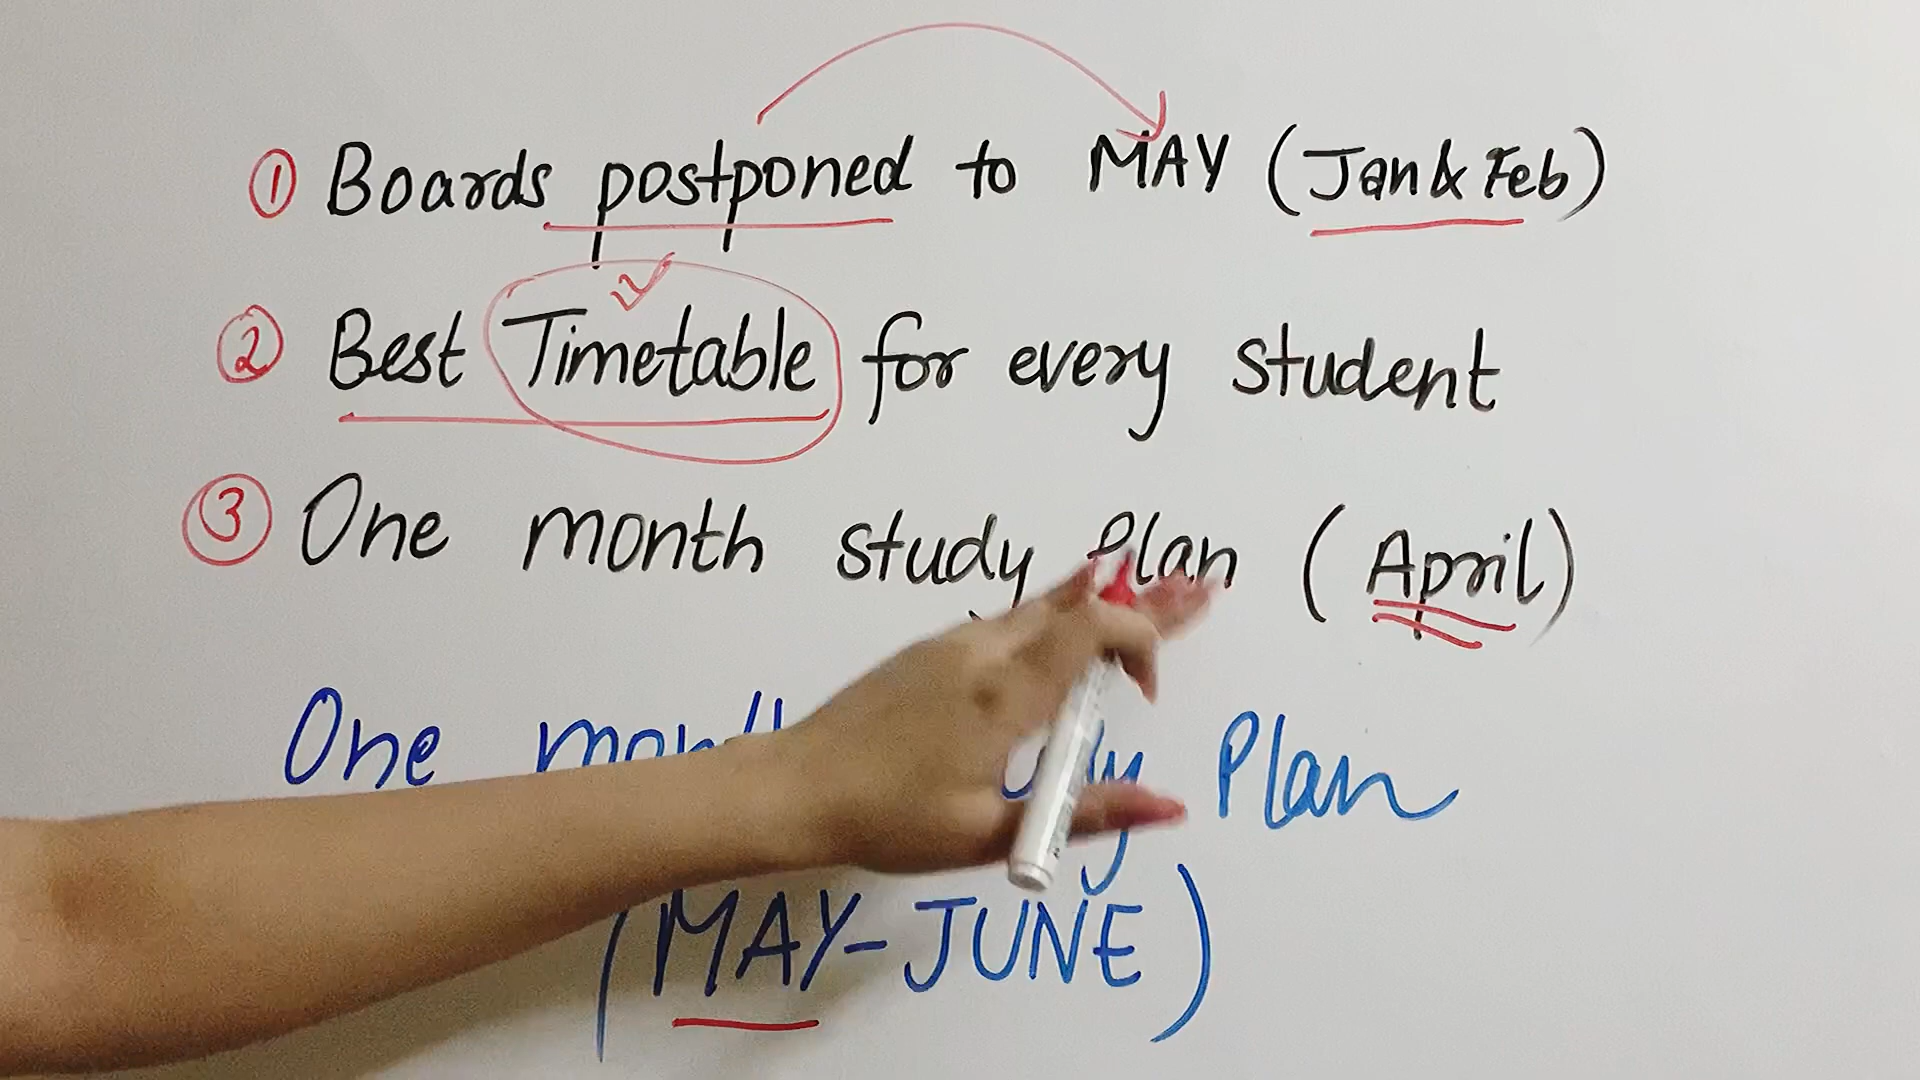 ① Boards postponed to MAY (Jan & Feb)
② Best Timetable for every student
③ One month study Plan (April)
One Plan
(MAY-JUNE)